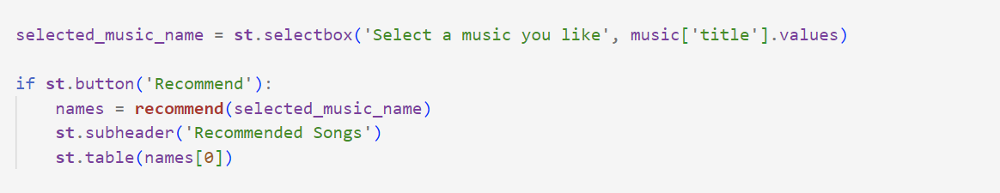 selected_music_name = st.selectbox('Select a music you like', music['title'].values)
if st.button('Recommend'):
    names = recommend(selected_music_name)
    st.subheader('Recommended Songs')
    st.table(names[0])